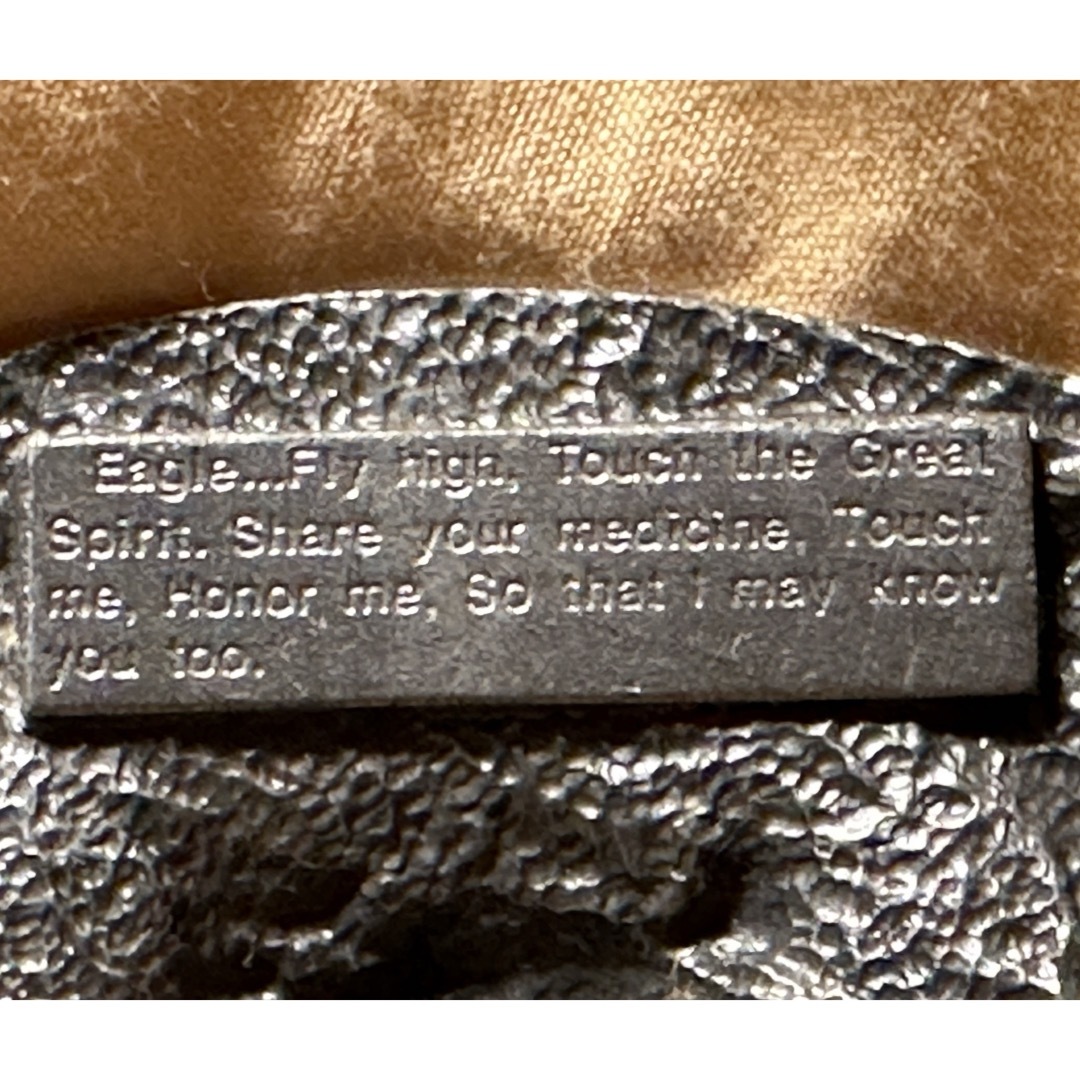 Eagle...Fly high, Touch the Great
Spirit. Share your medicine, Touch
me, Honor me, So that I may know
you too.